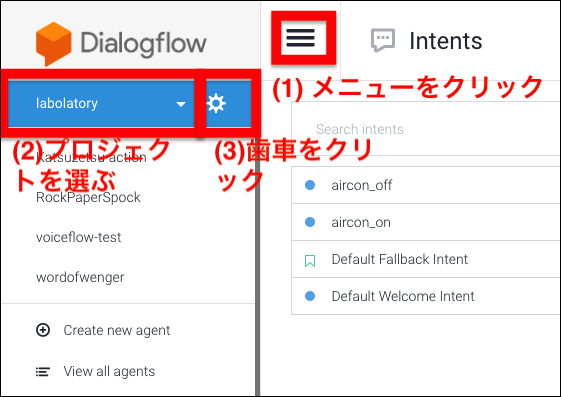 Dialogflow
Intents
(1) メニューをクリック
labolatory
(2)プロジェク
トを選ぶ
(3)歯車をクリ
ック
Search intents
Katsuzetsu action
RockPaperSpock
voiceflow-test
wordofwenger
Create new agent
View all agents
aircon_off
aircon_on
Default Fallback Intent
Default Welcome Intent